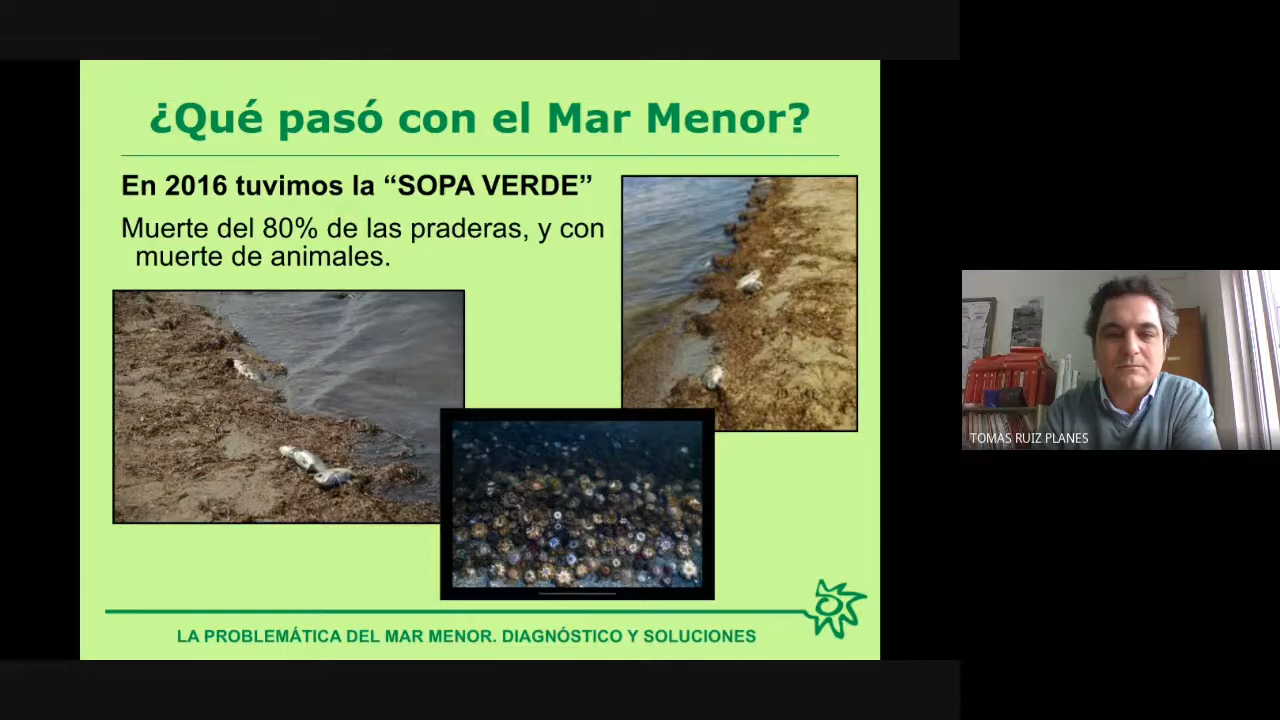 ¿Qué pasó con el Mar Menor?
En 2016 tuvimos la “SOPA VERDE”
Muerte del 80% de las praderas, y con
muerte de animales.
TOMAS RUIZ PLANES
LA PROBLEMÁTICA DEL MAR MENOR. DIAGNÓSTICO Y SOLUCIONES